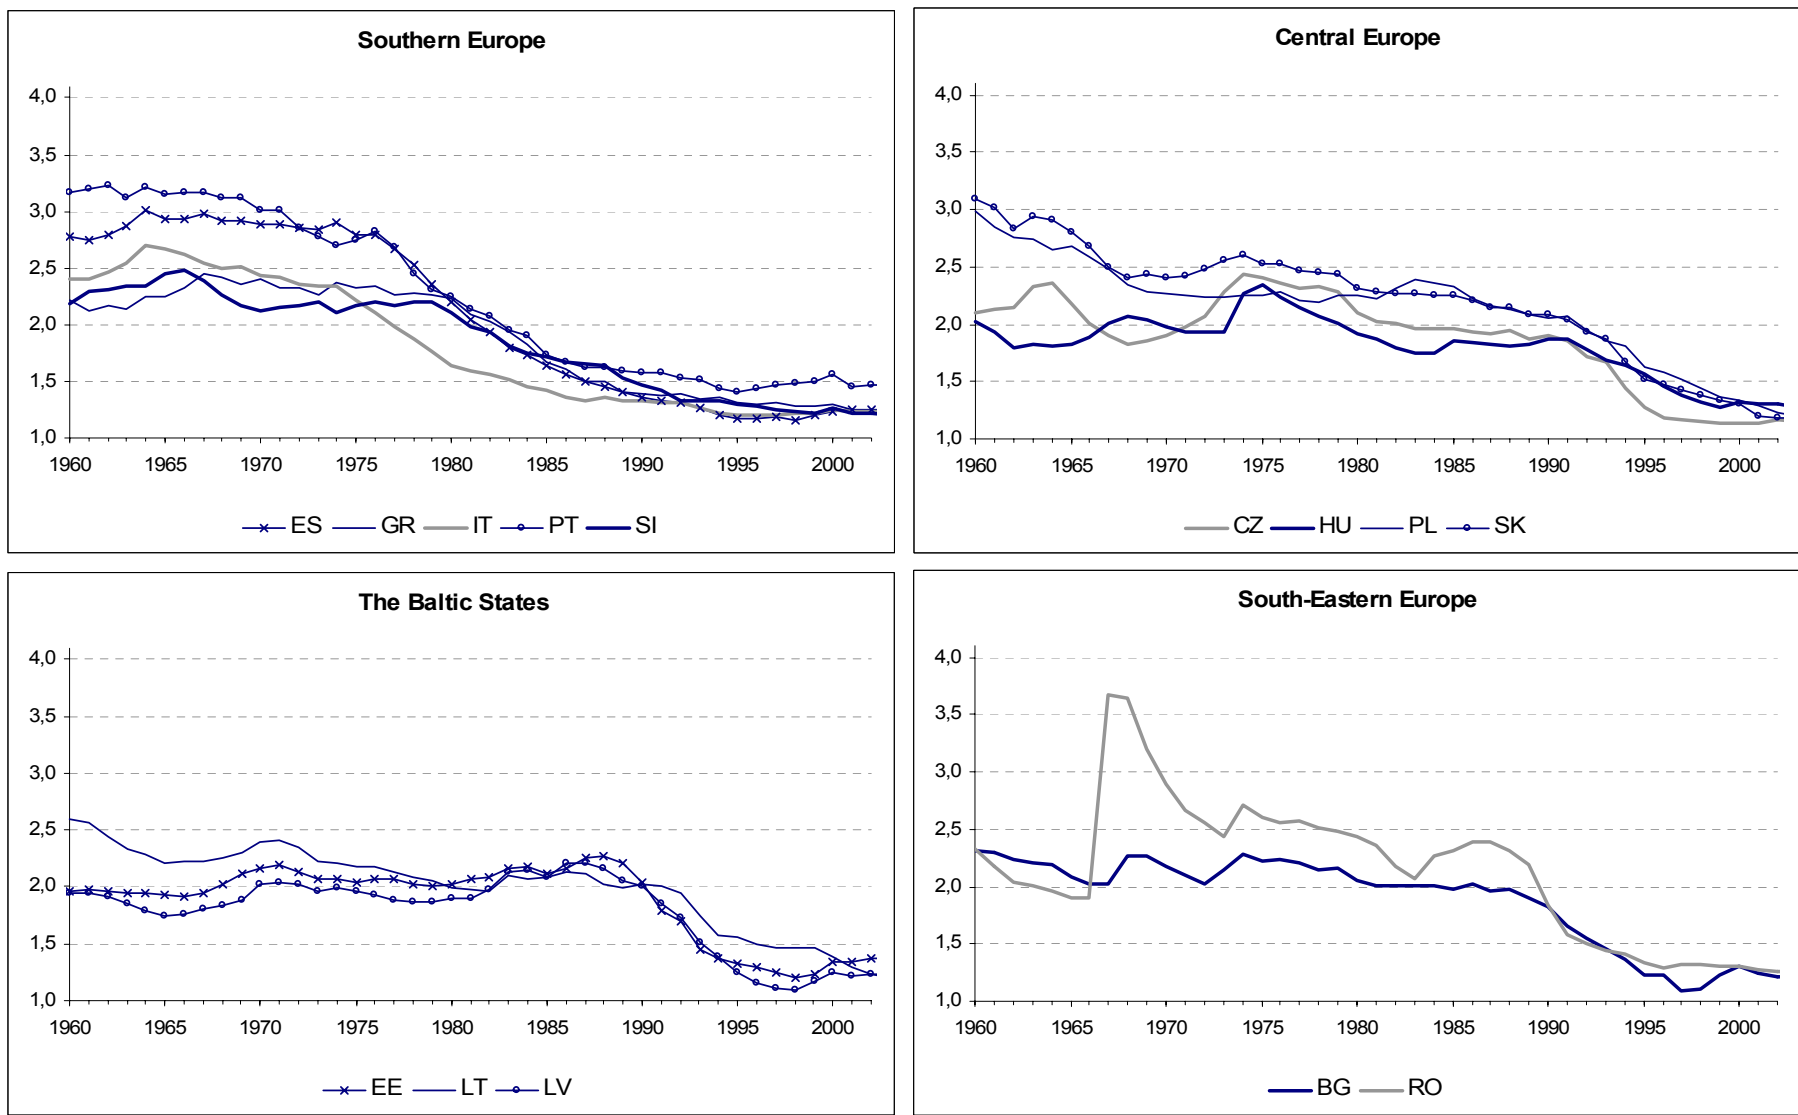 Southern Europe
4,0
3,5
3,0
2,5
2,0
1,5
1,0
1960 1965 1970 1975 1980 1985 1990 1995 2000
ES GR IT PT SI
Central Europe
4,0
3,5
3,0
2,5
2,0
1,5
1,0
1960 1965 1970 1975 1980 1985 1990 1995 2000
CZ HU PL SK
The Baltic States
4,0
3,5
3,0
2,5
2,0
1,5
1,0
1960 1965 1970 1975 1980 1985 1990 1995 2000
EE LT LV
South-Eastern Europe
4,0
3,5
3,0
2,5
2,0
1,5
1,0
1960 1965 1970 1975 1980 1985 1990 1995 2000
BG RO